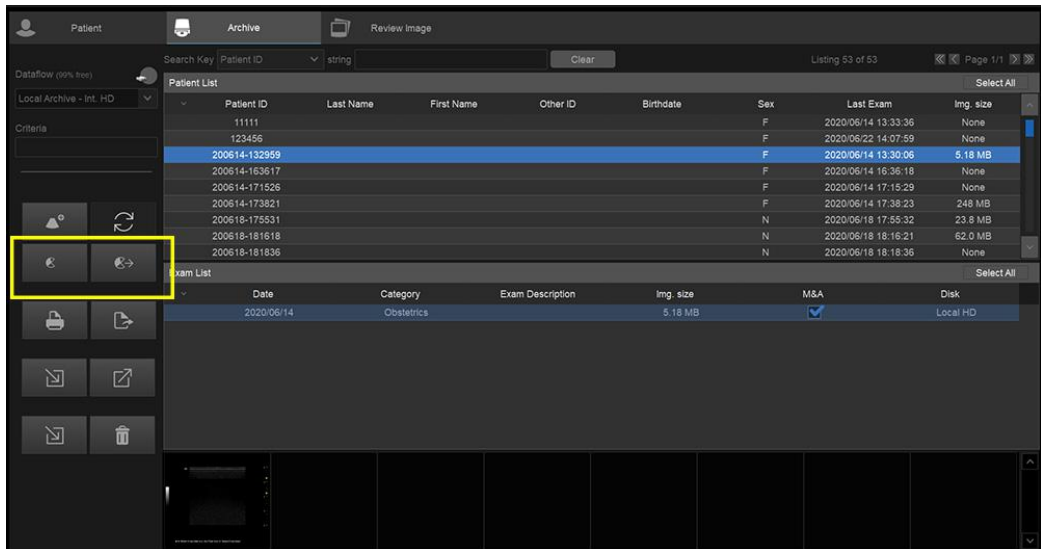 Patient Archive Review Image
Search Key Patient ID string Clear Listing 53 of 53 Page 1/1
Dataflow (99% free)
Patient List Select All
Local Archive - Int. HD
Patient ID Last Name First Name Other ID Birthdate Sex Last Exam Img. size
11111 F 2020/06/14 13:33:36 None
Criteria
123456 F 2020/06/22 14:07:59 None
200614-132959 F 2020/06/14 13:30:06 5.18 MB
200614-163617 F 2020/06/14 16:36:18 None
200614-171526 F 2020/06/14 17:15:29 None
200614-173821 F 2020/06/14 17:38:23 248 MB
200618-175531 N 2020/06/18 17:55:32 23.8 MB
200618-181618 N 2020/06/18 18:16:21 62.0 MB
200618-181836 N 2020/06/18 18:18:36 None
Exam List Select All
Date Category Exam Description Img. size M&A Disk
2020/06/14 Obstetrics 5.18 MB Local HD